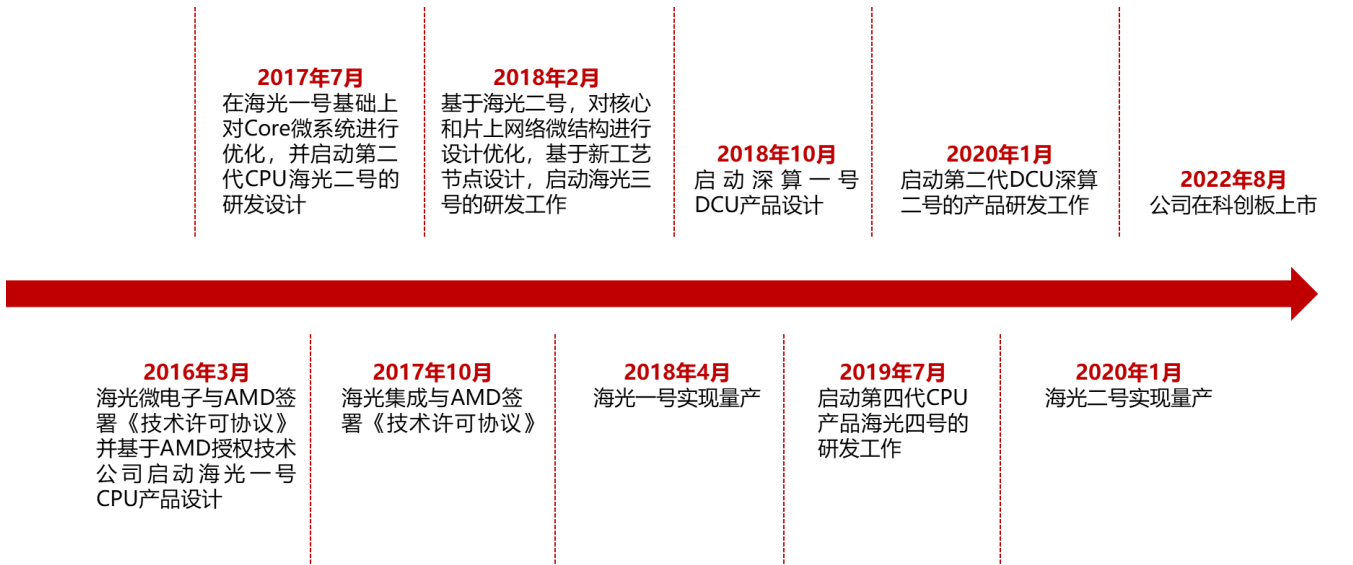 2017年7月
在海光一号基础上
对Core微系统进行
优化，并启动第二
代CPU海光二号的
研发设计
2018年2月
基于海光二号，对核心
和片上网络微结构进行
设计优化，基于新工艺
节点设计，启动海光三
号的研发工作
2018年10月
启动深算一号
DCU产品设计
2020年1月
启动第二代DCU深算
二号的产品研发工作
2022年8月
公司在科创板上市
2016年3月
海光微电子与AMD签
署《技术许可协议》
并基于AMD授权技术
公司启动海光一号
CPU产品设计
2017年10月
海光集成与AMD签
署《技术许可协议》
2018年4月
海光一号实现量产
2019年7月
启动第四代CPU
产品海光四号的
研发工作
2020年1月
海光二号实现量产